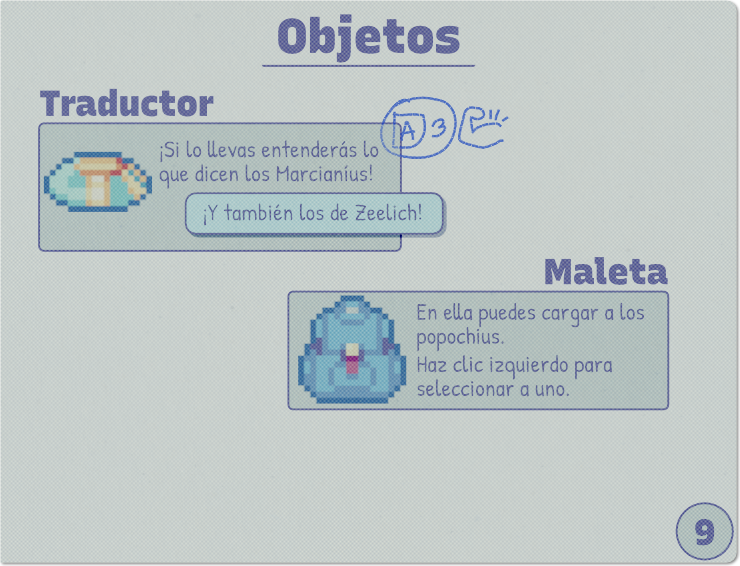 Objetos
Traductor
A 3
¡Si lo llevas entenderás lo
que dicen los Marcianíus!
¡Y también los de Zeelich!
Maleta
En ella puedes cargar a los
popochius.
Haz clic izquierdo para
seleccionar a uno.
9